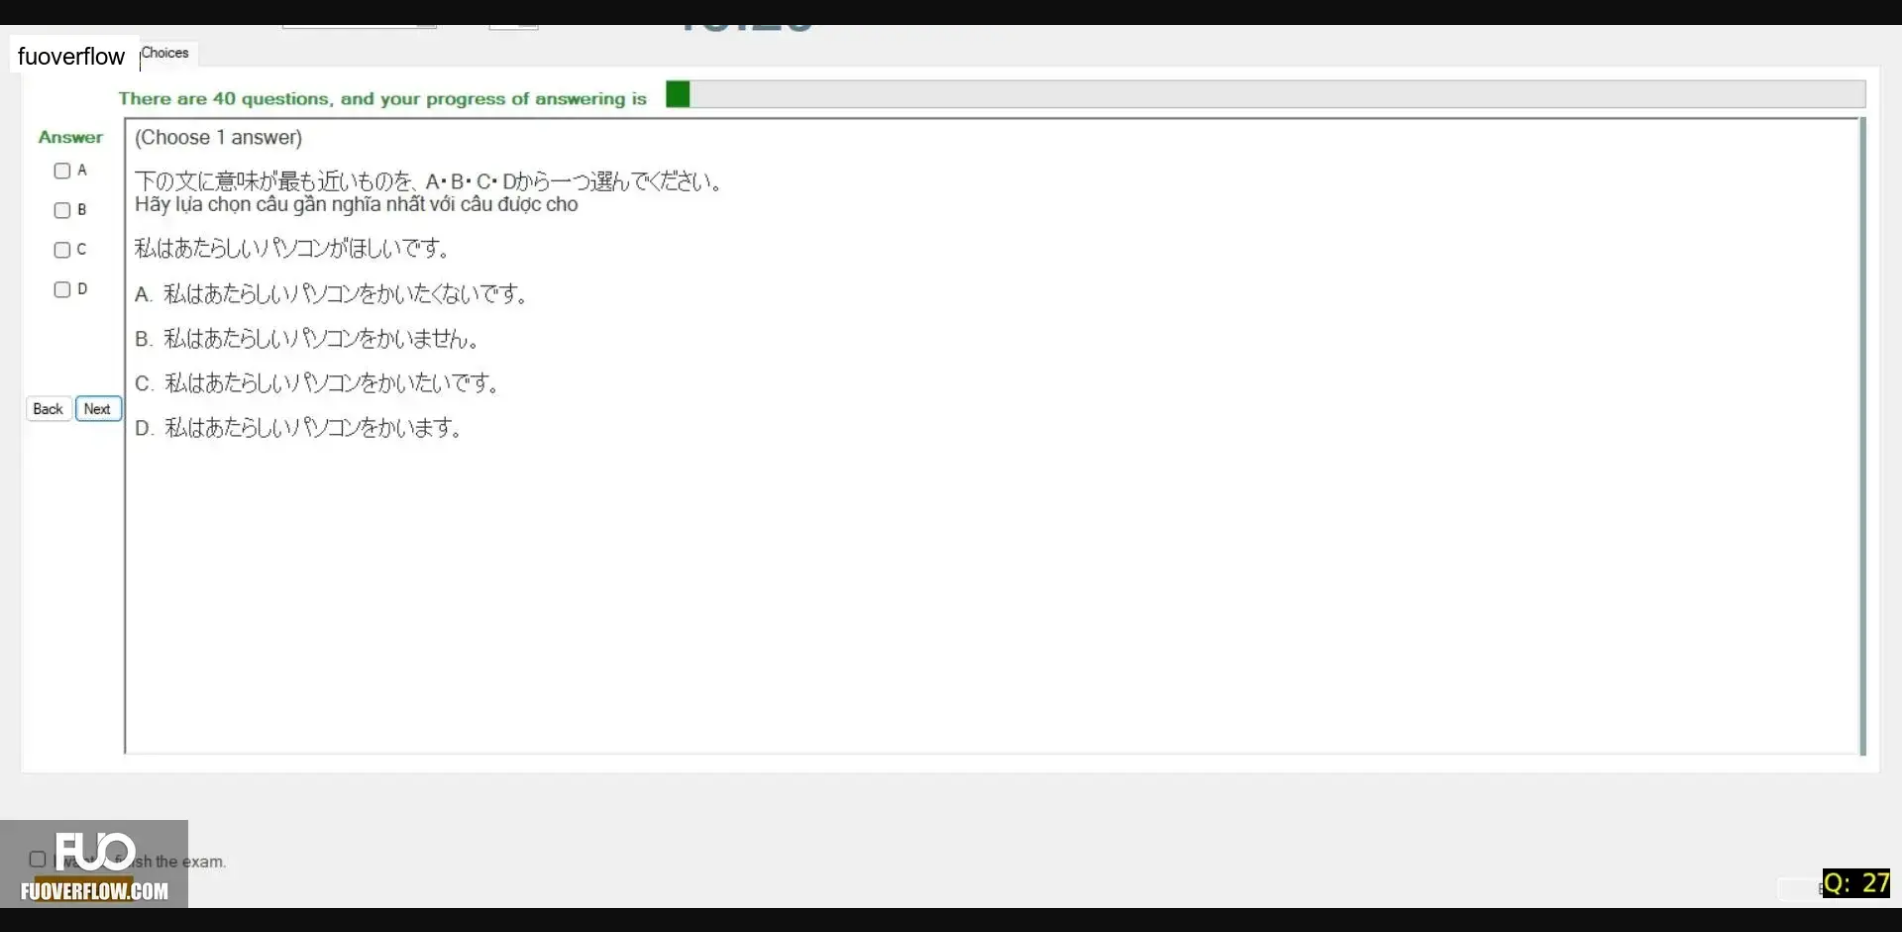 fuoverflow
Choices
There are 40 questions, and your progress of answering is
Answer
(Choose 1 answer)
A
B
C
D
下の文に意味が最も近いものを、A・B・C・Dから一つ選んでください。
Hãy lựa chọn câu gần nghĩa nhất với câu được cho
私はあたらしいパソコンがほしいです。
A. 私はあたらしいパソコンをかいたくないです。
B. 私はあたらしいパソコンをかいません。
C. 私はあたらしいパソコンをかいたいです。
D. 私はあたらしいパソコンをかいます。
Back
Next
FUO
the exam.
FUOVERFLOW.COM
Q: 27